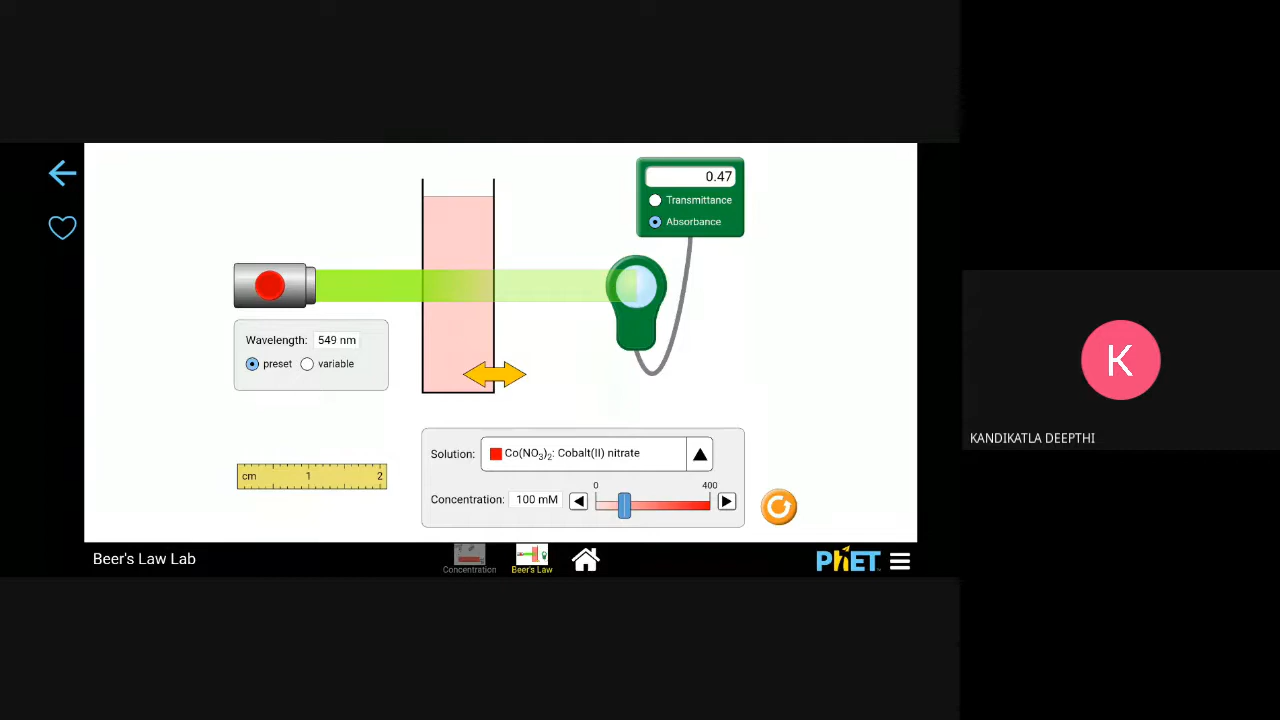 0.47
Transmittance
Absorbance
Wavelength: 549 nm
preset variable
cm 1 2
Solution: Co(NO3)2: Cobalt(II) nitrate
0 400
Concentration: 100 mM
Beer's Law Lab
Concentration
Beer's Law
PhET
K
KANDIKATLA DEEPTHI